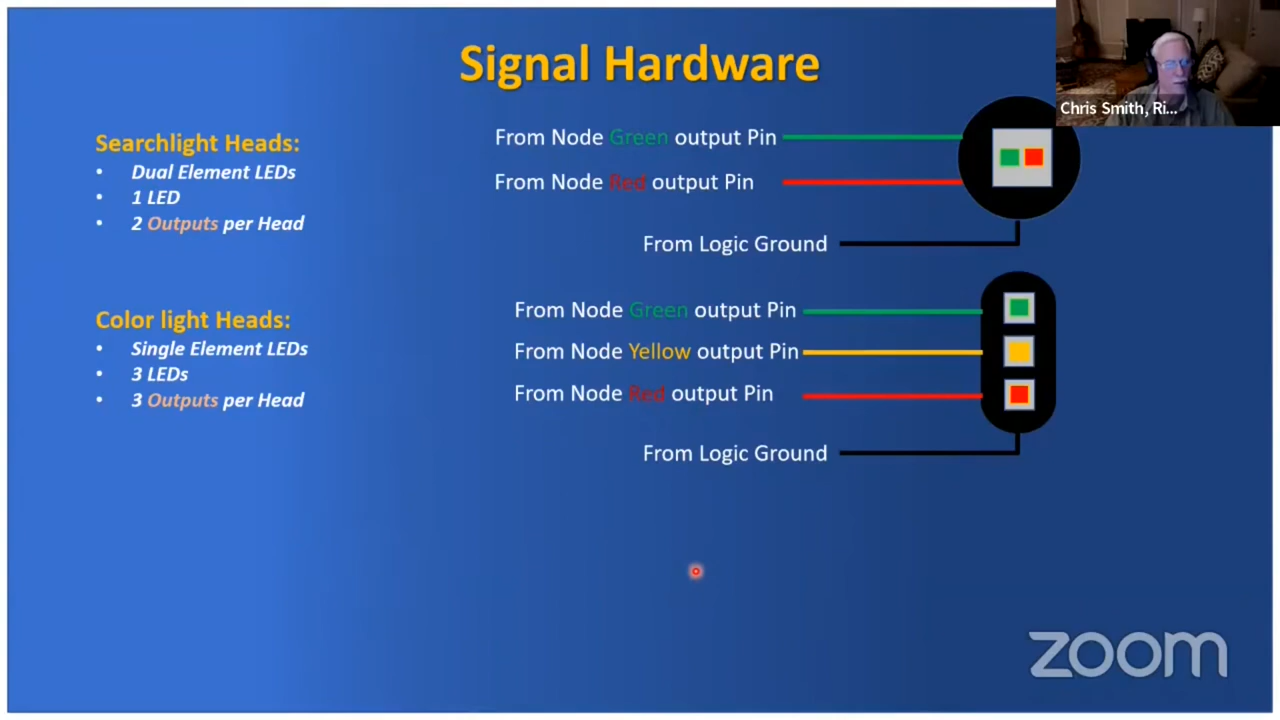 Signal Hardware
Chris Smith, Ri...
Searchlight Heads:
• Dual Element LEDs
• 1 LED
• 2 Outputs per Head
From Node Green output Pin
From Node Red output Pin
From Logic Ground
Color light Heads:
• Single Element LEDs
• 3 LEDs
• 3 Outputs per Head
From Node Green output Pin
From Node Yellow output Pin
From Node Red output Pin
From Logic Ground
zoom